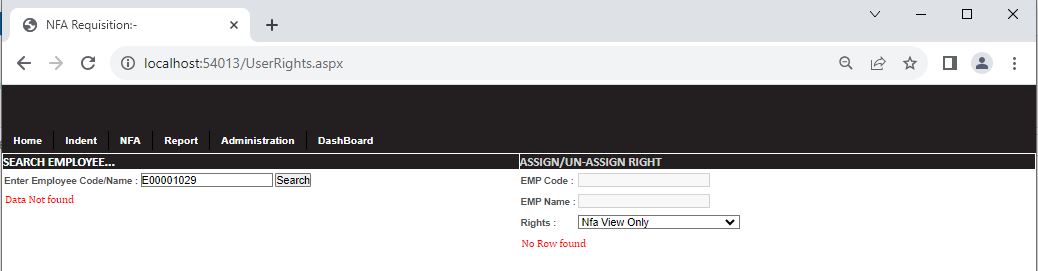 NFA Requisition:-
localhost:54013/UserRights.aspx
Home Indent NFA Report Administration DashBoard
SEARCH EMPLOYEE...
Enter Employee Code/Name : E00001029 Search
Data Not found
ASSIGN/UN-ASSIGN RIGHT
EMP Code :
EMP Name :
Rights : Nfa View Only
No Row found